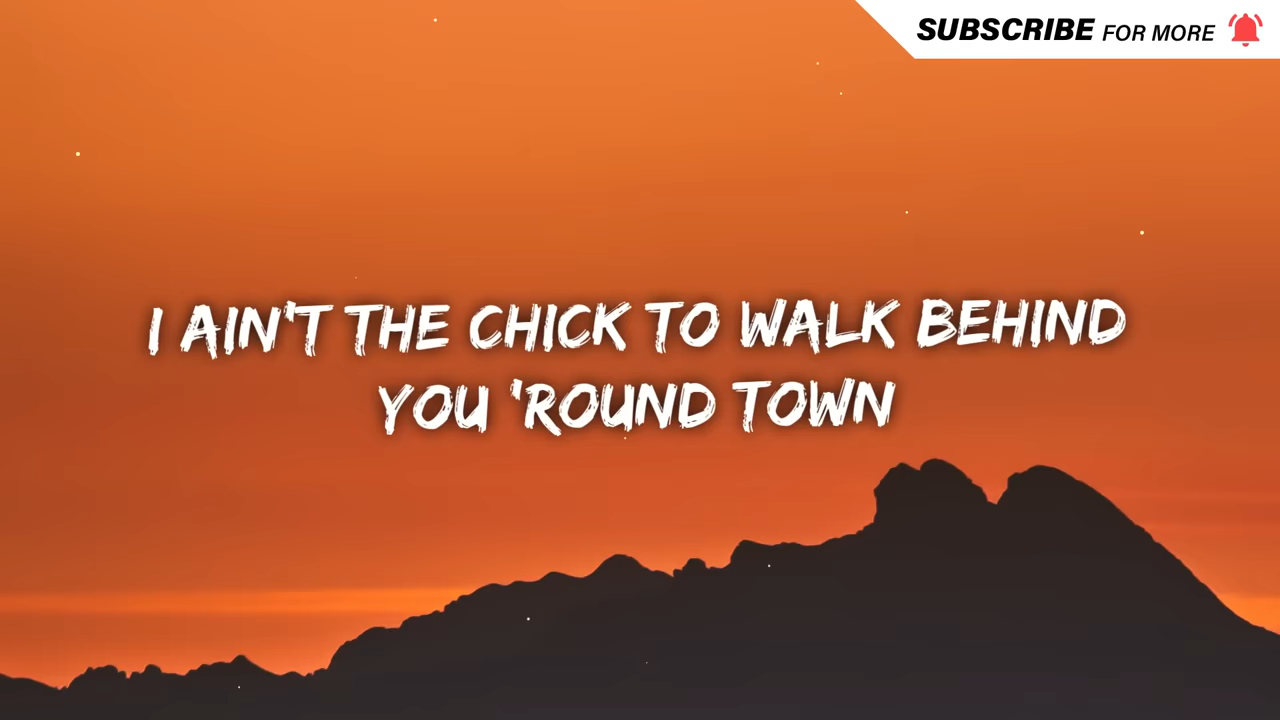 SUBSCRIBE FOR MORE
I AIN'T THE CHICK TO WALK BEHIND
YOU 'ROUND TOWN